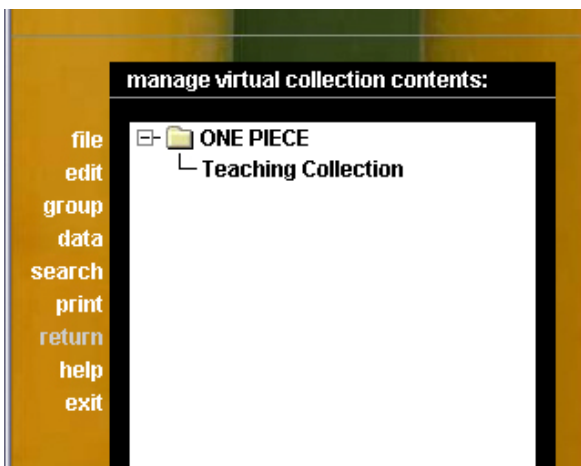 manage virtual collection contents:
file
edit
group
data
search
print
return
help
exit
ONE PIECE
Teaching Collection